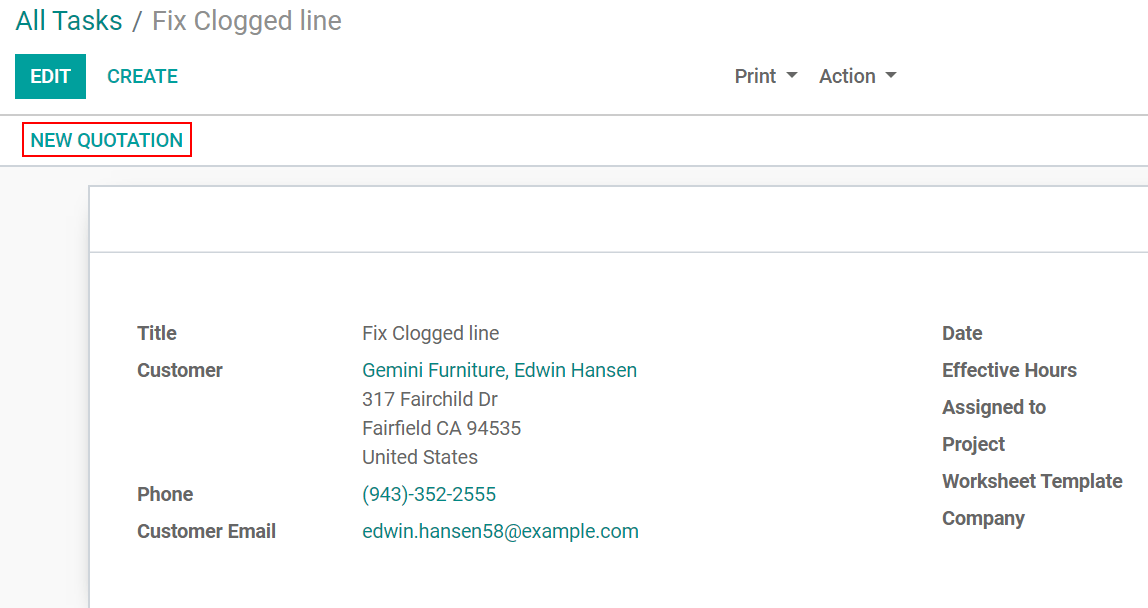 All Tasks / Fix Clogged line
EDIT CREATE Print Action
NEW QUOTATION
Title Fix Clogged line Date
Customer Gemini Furniture, Edwin Hansen Effective Hours
317 Fairchild Dr Assigned to
Fairfield CA 94535 Project
United States Worksheet Template
Phone (943)-352-2555 Company
Customer Email edwin.hansen58@example.com